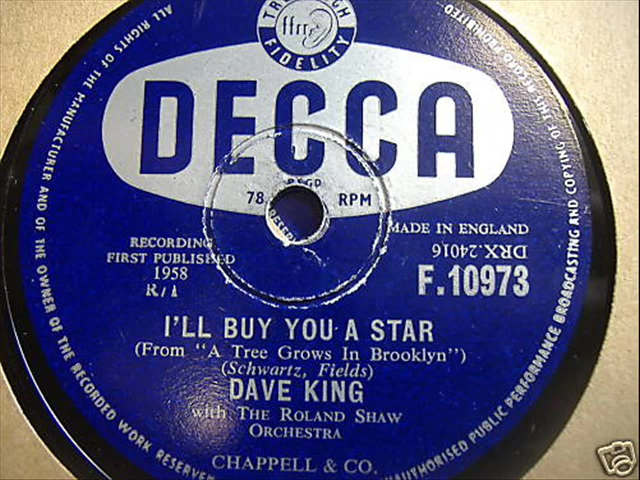 ffrr
FIDELITY
DECCA
78 RPM
MADE IN ENGLAND
DRX.24016
F.10973
RECORDING
FIRST PUBLISHED
1958
R/1
I'LL BUY YOU A STAR
(From "A Tree Grows In Brooklyn")
(Schwartz, Fields)
DAVE KING
with THE ROLAND SHAW
ORCHESTRA
CHAPPELL & CO.
ALL RIGHTS OF THE MANUFACTURER AND OF THE OWNER OF THE RECORDED WORK RESERVED
UNAUTHORISED PUBLIC PERFORMANCE BROADCASTING AND COPYING OF THIS RECORD PROHIBITED